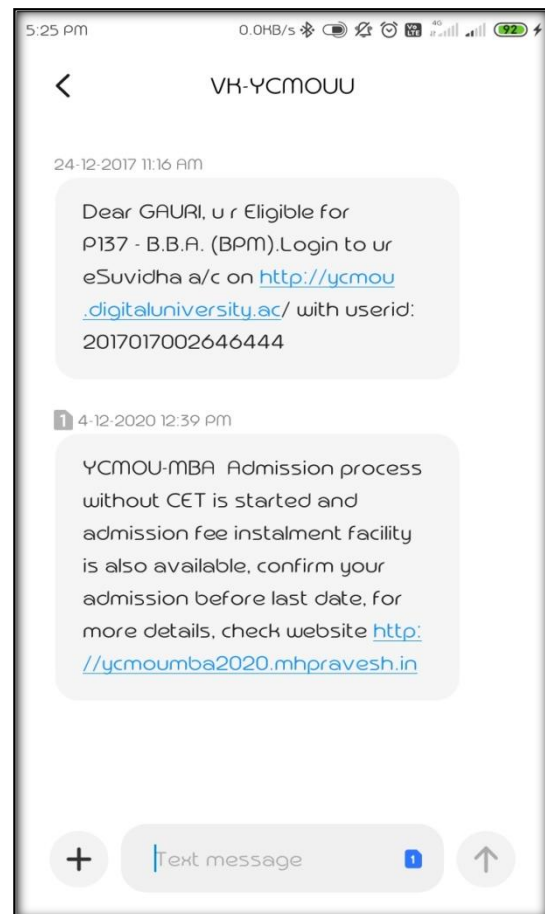 5:25 PM 0.0KB/s 4G 92
VK-YCMOUU
24-12-2017 11:16 AM
Dear GAURI, u r Eligible for
P137 - B.B.A. (BPM).Login to ur
eSuvidha a/c on http://ycmou
.digitaluniversity.ac/ with userid:
2017017002646444
1 4-12-2020 12:39 PM
YCMOU-MBA Admission process
without CET is started and
admission fee instalment facility
is also available, confirm your
admission before last date, for
more details, check website http:
//ycmoumba2020.mhpravesh.in
Text message 1